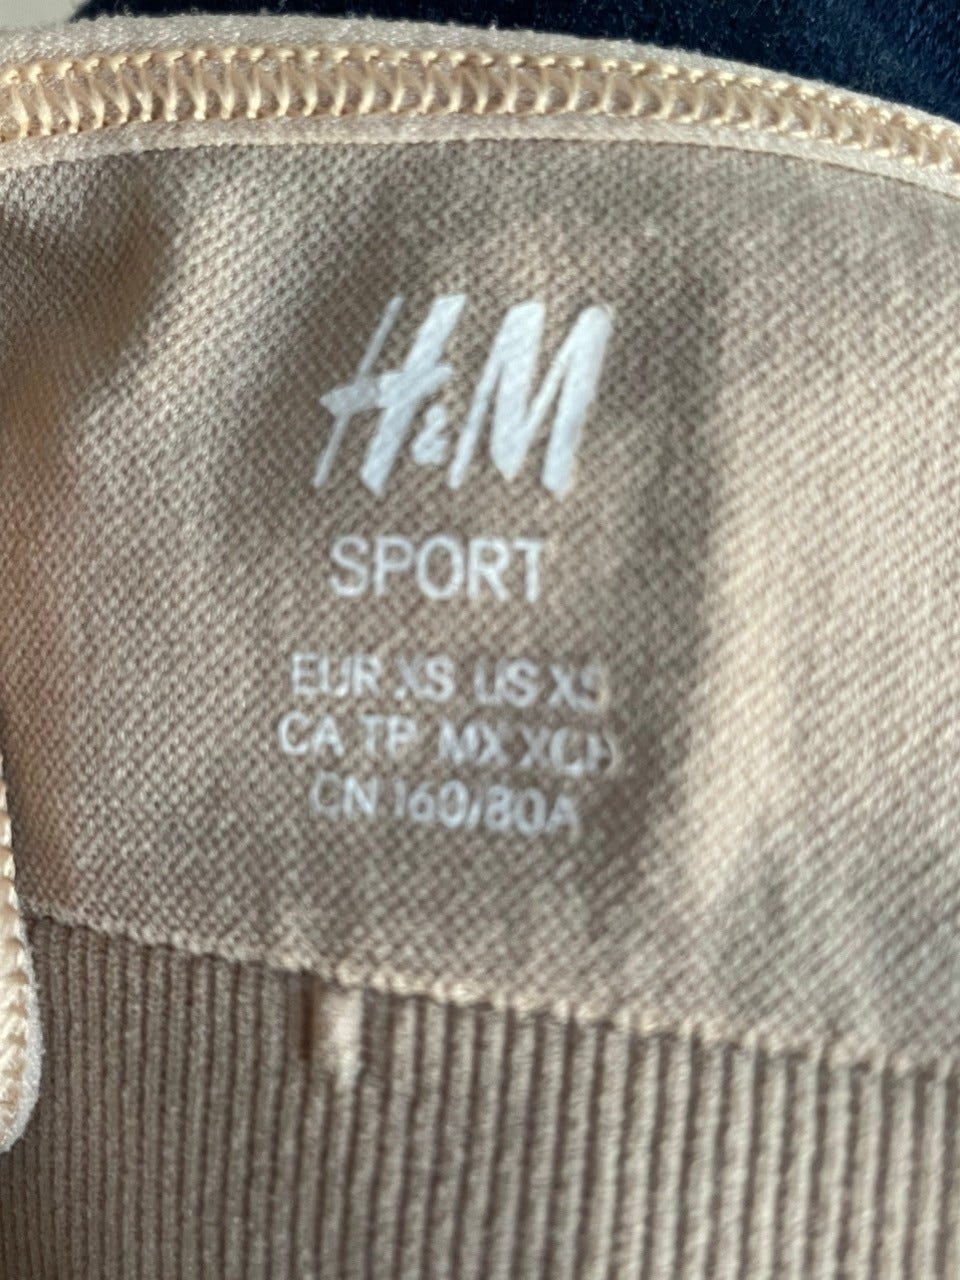 H&M
SPORT
EUR XS US XS
CA TP MX XCH
CN 160/80A